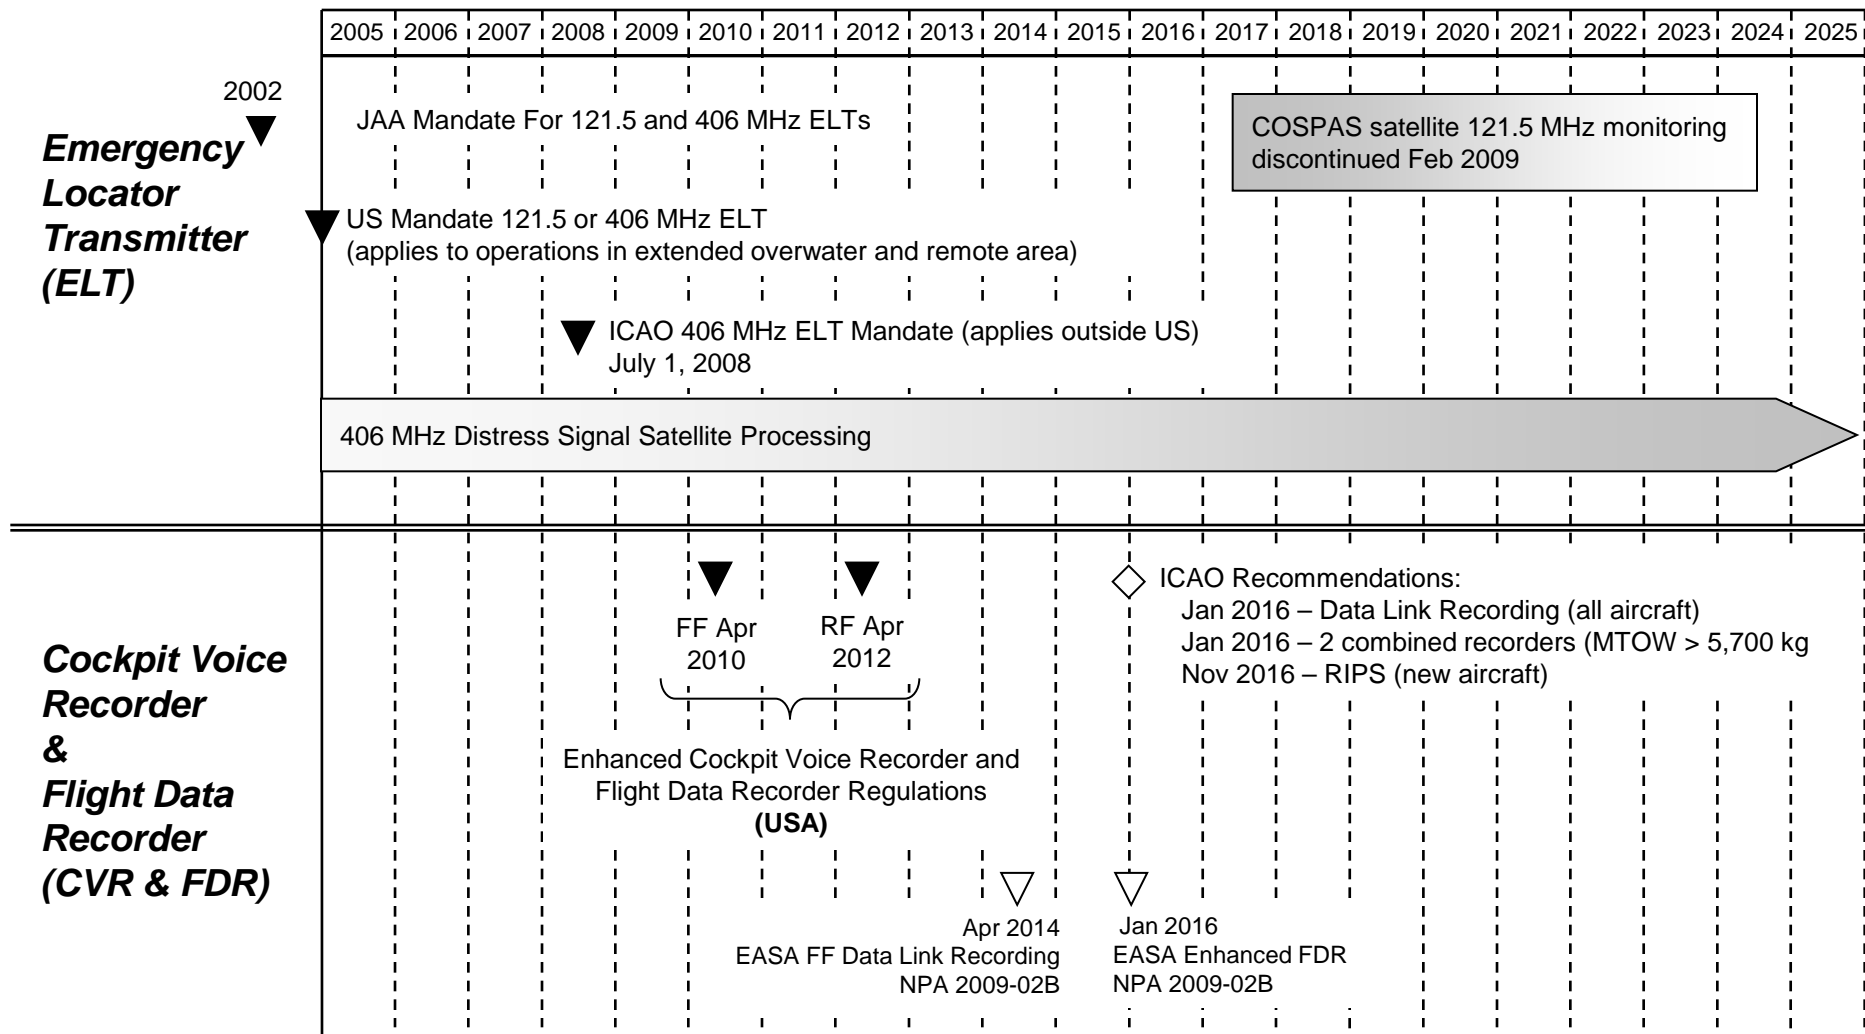 2005 2006 2007 2008 2009 2010 2011 2012 2013 2014 2015 2016 2017 2018 2019 2020 2021 2022 2023 2024 2025
2002
Emergency
Locator
Transmitter
(ELT)
JAA Mandate For 121.5 and 406 MHz ELTs
COSPAS satellite 121.5 MHz monitoring
discontinued Feb 2009
US Mandate 121.5 or 406 MHz ELT
(applies to operations in extended overwater and remote area)
ICAO 406 MHz ELT Mandate (applies outside US)
July 1, 2008
406 MHz Distress Signal Satellite Processing
Cockpit Voice
Recorder
&
Flight Data
Recorder
(CVR & FDR)
FF Apr
2010
RF Apr
2012
Enhanced Cockpit Voice Recorder and
Flight Data Recorder Regulations
(USA)
ICAO Recommendations:
Jan 2016 – Data Link Recording (all aircraft)
Jan 2016 – 2 combined recorders (MTOW > 5,700 kg
Nov 2016 – RIPS (new aircraft)
Apr 2014
EASA FF Data Link Recording
NPA 2009-02B
Jan 2016
EASA Enhanced FDR
NPA 2009-02B